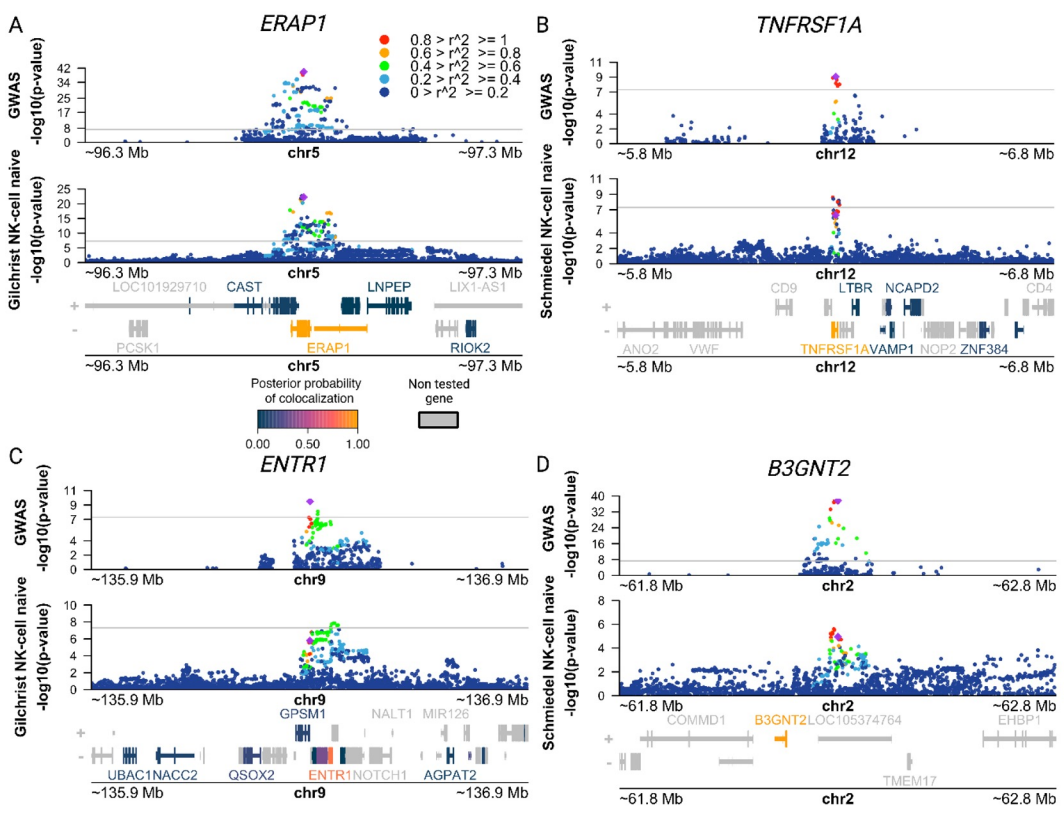 A
ERAP1
0.8 > r^2 >= 1
0.6 > r^2 >= 0.8
0.4 > r^2 >= 0.6
0.2 > r^2 >= 0.4
0 > r^2 >= 0.2
GWAS
-log10(p-value)
42
35
25
17
8
0
~96.3 Mb
chr5
~97.3 Mb
Gilchrist NK-cell naive
-log10(p-value)
25
20
15
10
5
0
~96.3 Mb
chr5
~97.3 Mb
LOC101929710
CAST
LNPEP
LIX1-AS1
+
-
PCSK1
ERAP1
RIOK2
~96.3 Mb
chr5
~97.3 Mb
Posterior probability
of colocalization
0.00
0.50
1.00
Non tested
gene
B
TNFRSF1A
GWAS
-log10(p-value)
11
9
7
4
2
0
~5.8 Mb
chr12
~6.8 Mb
Schmiedel NK-cell naive
-log10(p-value)
11
9
7
4
2
0
~5.8 Mb
chr12
~6.8 Mb
CD9
LTBR
NCAPD2
CD4
+
-
ANO2
VWF
TNFRSF1A
VAMP1
NOP2
ZNF384
~5.8 Mb
chr12
~6.8 Mb
C
ENTR1
GWAS
-log10(p-value)
11
9
7
4
2
0
~135.9 Mb
chr9
~136.9 Mb
Gilchrist NK-cell naive
-log10(p-value)
10
8
6
4
2
0
~135.9 Mb
chr9
~136.9 Mb
GPSM1
NALT1
MIR126
+
-
UBAC1
NACC2
QSOX2
ENTR1
NOTCH1
AGPAT2
~135.9 Mb
chr9
~136.9 Mb
D
B3GNT2
GWAS
-log10(p-value)
40
32
24
16
8
0
~61.8 Mb
chr2
~62.8 Mb
Schmiedel NK-cell naive
-log10(p-value)
8
6
4
2
0
~61.8 Mb
chr2
~62.8 Mb
COMMD1
B3GNT2
LOC105374764
EHBP1
+
-
TMEM17
~61.8 Mb
chr2
~62.8 Mb